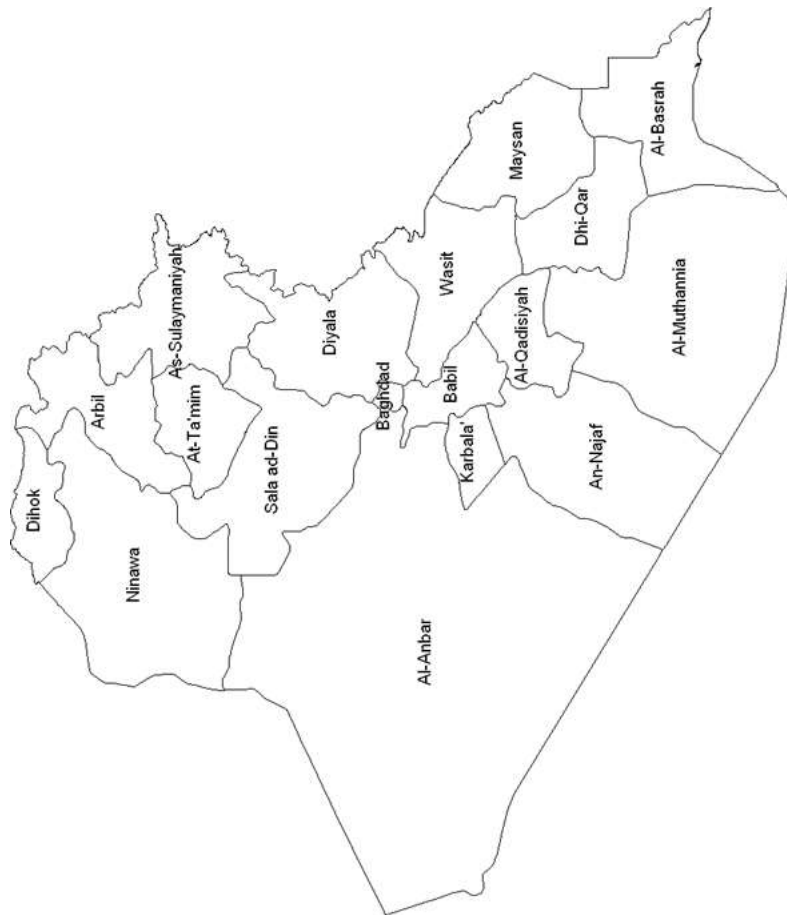 Dihok
Arbil
Ninawa
As-Sulaymaniyah
At-Ta'mim
Sala ad-Din
Diyala
Baghdad
Al-Anbar
Babil
Karbala'
Wasit
Al-Qadisiyah
Maysan
Dhi-Qar
An-Najaf
Al-Muthannia
Al-Basrah